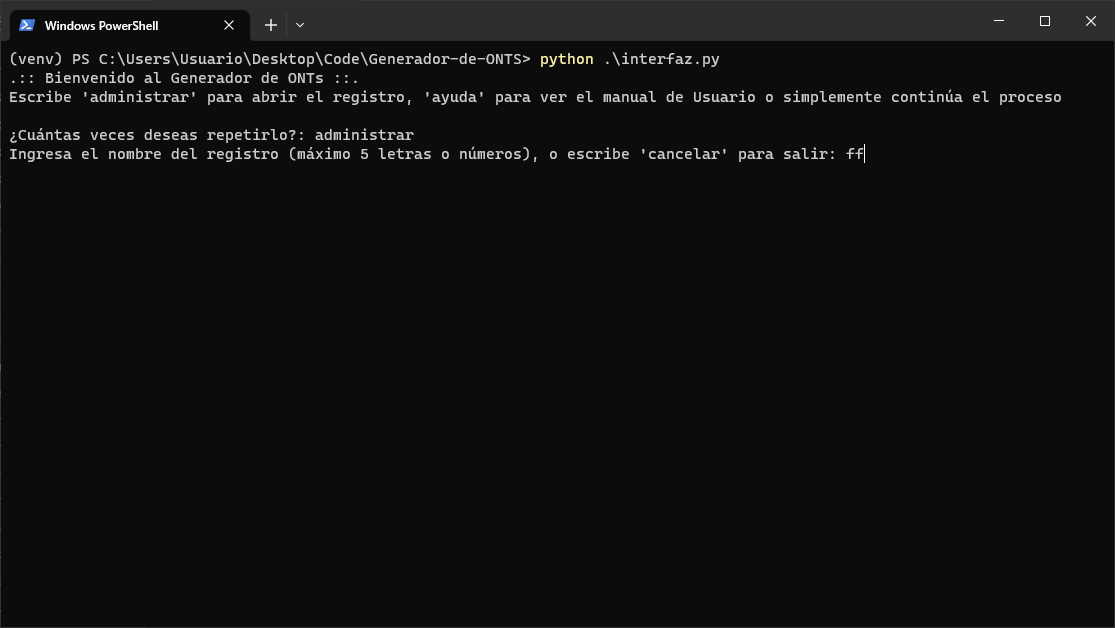 Windows PowerShell
(venv) PS C:\Users\Usuario\Desktop\Code\Generador-de-ONTS> python .\interfaz.py
.:: Bienvenido al Generador de ONTs ::.
Escribe 'administrar' para abrir el registro, 'ayuda' para ver el manual de Usuario o simplemente continúa el proceso
¿Cuántas veces deseas repetirlo?: administrar
Ingresa el nombre del registro (máximo 5 letras o números), o escribe 'cancelar' para salir: ff